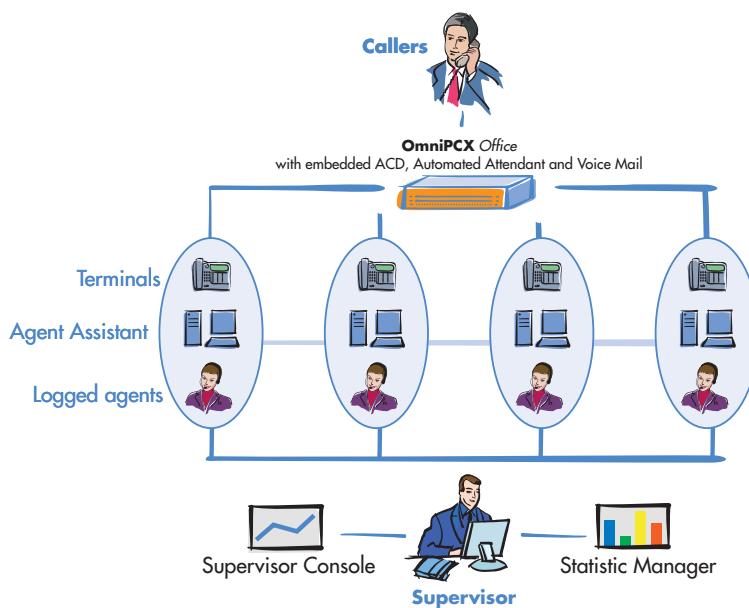 Callers
OmniPCX Office
with embedded ACD, Automated Attendant and Voice Mail
Terminals
Agent Assistant
Logged agents
Supervisor Console
Statistic Manager
Supervisor